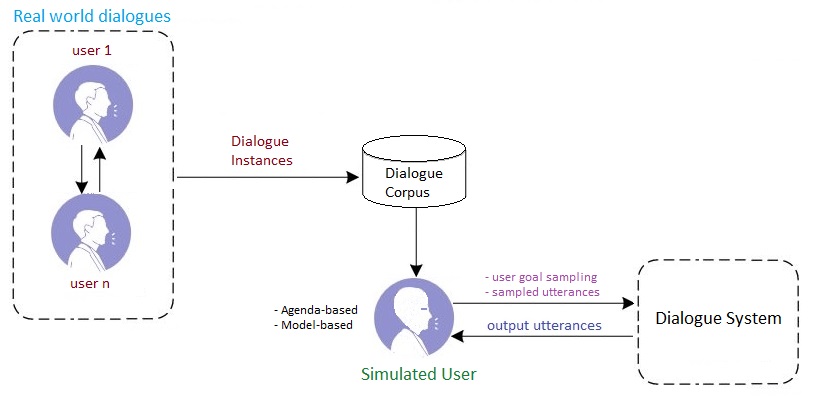 Real world dialogues
user 1
user n
Dialogue
Instances
Dialogue
Corpus
- Agenda-based
- Model-based
Simulated User
- user goal sampling
- sampled utterances
output utterances
Dialogue System